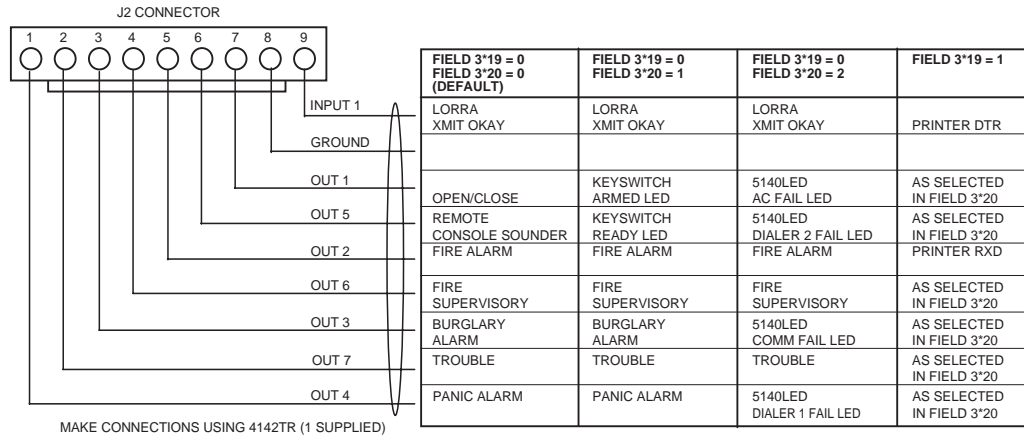 J2 CONNECTOR
1 2 3 4 5 6 7 8 9
FIELD 3*19 = 0 FIELD 3*19 = 0 FIELD 3*19 = 0 FIELD 3*19 = 1
FIELD 3*20 = 0 FIELD 3*20 = 1 FIELD 3*20 = 2
(DEFAULT)
INPUT 1
LORRA LORRA LORRA
XMIT OKAY XMIT OKAY XMIT OKAY PRINTER DTR
GROUND
OUT 1
KEYSWITCH 5140LED AS SELECTED
OPEN/CLOSE ARMED LED AC FAIL LED IN FIELD 3*20
OUT 5
REMOTE KEYSWITCH 5140LED AS SELECTED
CONSOLE SOUNDER READY LED DIALER 2 FAIL LED IN FIELD 3*20
OUT 2
FIRE ALARM FIRE ALARM FIRE ALARM PRINTER RXD
OUT 6
FIRE FIRE FIRE AS SELECTED
SUPERVISORY SUPERVISORY SUPERVISORY IN FIELD 3*20
OUT 3
BURGLARY BURGLARY 5140LED AS SELECTED
ALARM ALARM COMM FAIL LED IN FIELD 3*20
OUT 7
TROUBLE TROUBLE TROUBLE AS SELECTED
IN FIELD 3*20
OUT 4
PANIC ALARM PANIC ALARM 5140LED AS SELECTED
DIALER 1 FAIL LED IN FIELD 3*20
MAKE CONNECTIONS USING 4142TR (1 SUPPLIED)